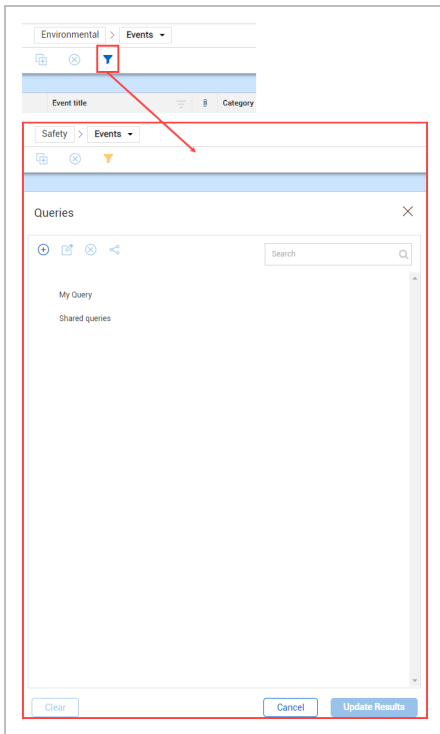 Environmental > Events
Event title Category
Safety > Events
Queries
Search
My Query
Shared queries
Clear Cancel Update Results